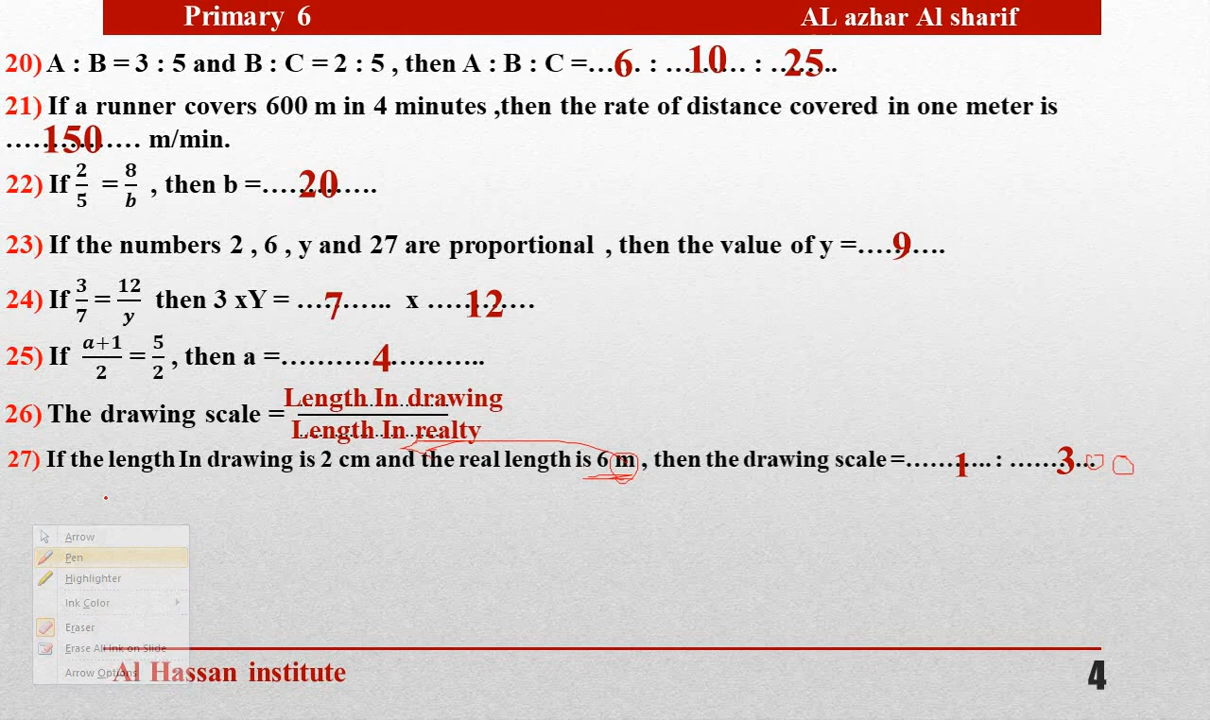 Primary 6
AL azhar Al sharif
20) A : B = 3 : 5 and B : C = 2 : 5 , then A : B : C =...6. : ...10... : ...25...
21) If a runner covers 600 m in 4 minutes ,then the rate of distance covered in one meter is
......150...... m/min.
22) If 2/5 = 8/b , then b =....20.....
23) If the numbers 2 , 6 , y and 27 are proportional , then the value of y =.....9.....
24) If 3/7 = 12/y then 3 xY = ....7...... x .....12.....
25) If a+1/2 = 5/2 , then a =..........4...........
26) The drawing scale = Length In drawing
Length In realty
27) If the length In drawing is 2 cm and the real length is 6 m , then the drawing scale =.......1.... : .......3...
Arrow
Pen
Highlighter
Ink Color
Eraser
Erase All Ink on Slide
Arrow Options
Al Hassan institute
4